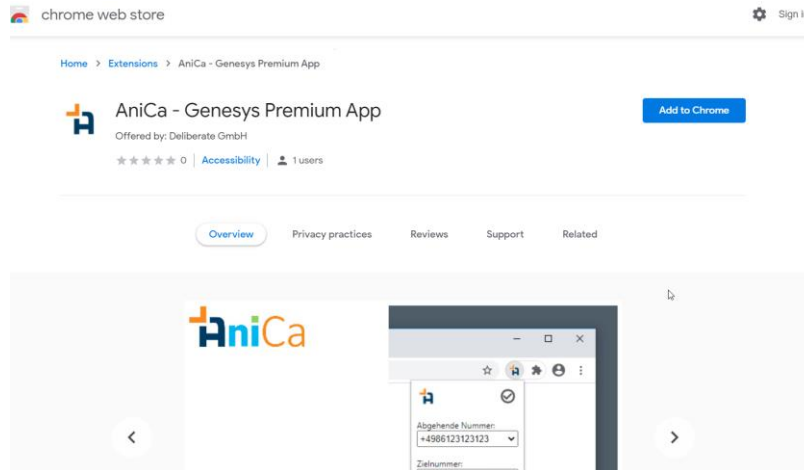 chrome web store
Sign i
Home > Extensions > AniCa - Genesys Premium App
AniCa - Genesys Premium App
Add to Chrome
Offered by: Deliberate GmbH
0 | Accessibility | 1 users
Overview Privacy practices Reviews Support Related
AniCa
Abgehende Nummer:
+4986123123123
Zielnummer: